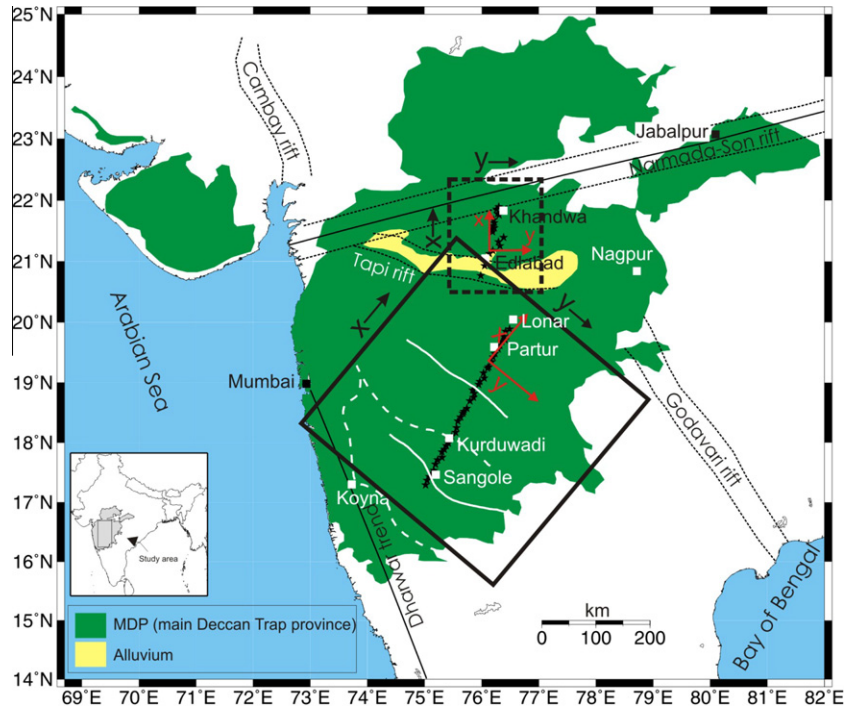 25°N
24°N
23°N
22°N
21°N
20°N
19°N
18°N
17°N
16°N
15°N
14°N
69°E
70°E
71°E
72°E
73°E
74°E
75°E
76°E
77°E
78°E
79°E
80°E
81°E
82°E
Cambay rift
Jabalpur
Narmada-Son rift
y
x
Khandwa
x
y
Edlabad
Tapi rift
Nagpur
x
y
Lonar
x
Partur
y
Arabian Sea
Mumbai
Godavari rift
Kurduwadi
Sangole
Koyna
Dharwar trend
Study area
Bay of Bengal
km
0 100 200
MDP (main Deccan Trap province)
Alluvium